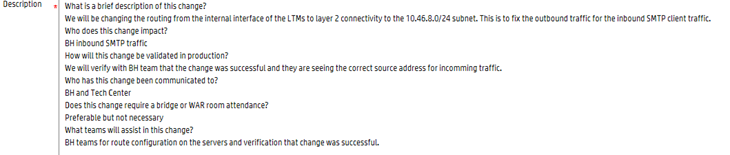 Description
What is a brief description of this change?
We will be changing the routing from the internal interface of the LTMs to layer 2 connectivity to the 10.46.8.0/24 subnet. This is to fix the outbound traffic for the inbound SMTP client traffic.
Who does this change impact?
BH inbound SMTP traffic
How will this change be validated in production?
We will verify with BH team that the change was successful and they are seeing the correct source address for incomming traffic.
Who has this change been communicated to?
BH and Tech Center
Does this change require a bridge or WAR room attendance?
Preferable but not necessary
What teams will assist in this change?
BH teams for route configuration on the servers and verification that change was successful.